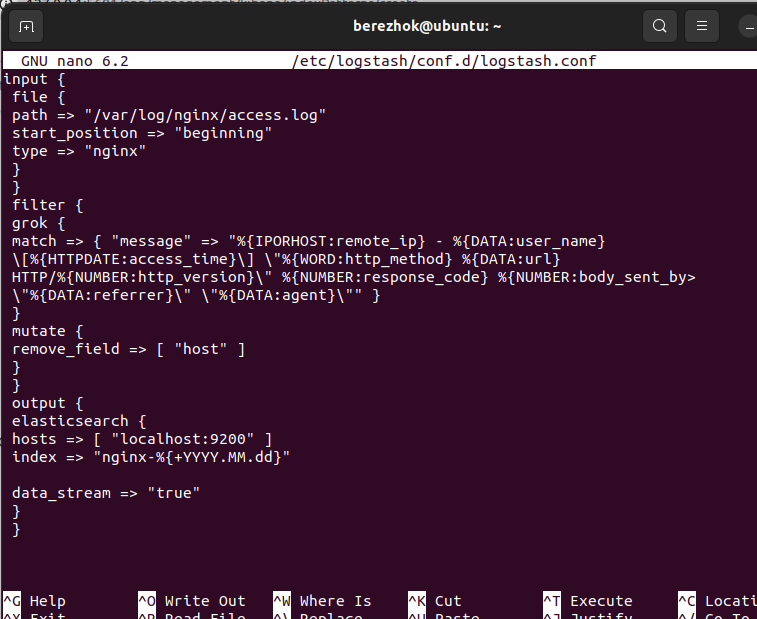 berezhok@ubuntu: ~
GNU nano 6.2 /etc/logstash/conf.d/logstash.conf
input {
file {
path => "/var/log/nginx/access.log"
start_position => "beginning"
type => "nginx"
}
}
filter {
grok {
match => { "message" => "%{IPORHOST:remote_ip} - %{DATA:user_name}
\[%{HTTPDATE:access_time}\] \"%{WORD:http_method} %{DATA:url}
HTTP/%{NUMBER:http_version}\" %{NUMBER:response_code} %{NUMBER:body_sent_by>
\"%{DATA:referrer}\" \"%{DATA:agent}\"" }
}
mutate {
remove_field => [ "host" ]
}
}
output {
elasticsearch {
hosts => [ "localhost:9200" ]
index => "nginx-%{+YYYY.MM.dd}"
data_stream => "true"
}
}
^G Help ^O Write Out ^W Where Is ^K Cut ^T Execute ^C Locati
^X Exit ^R Read File ^\ Replace ^U Paste ^J Justify ^/ Go To